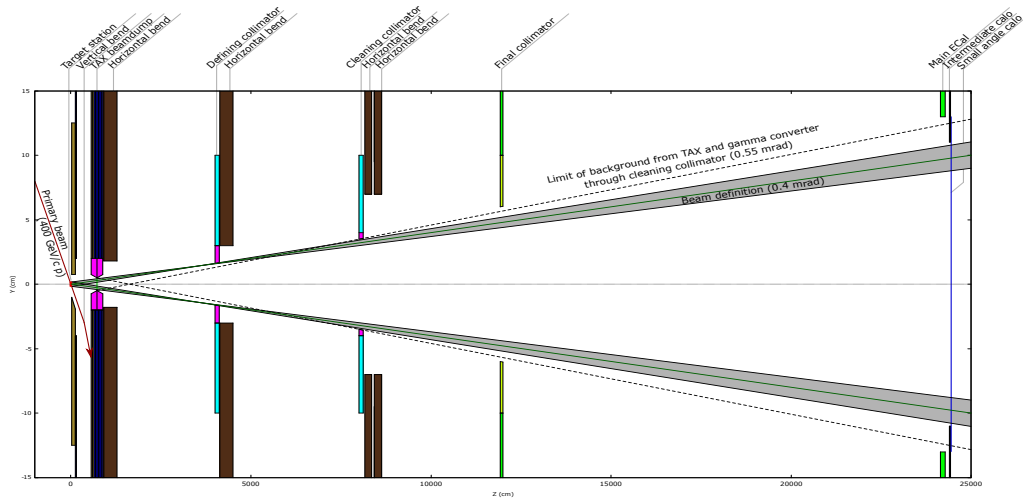 Target station
Vertical bend
TAX beamdump
Horizontal bend
Defining collimator
Horizontal bend
Cleaning collimator
Horizontal bend
Horizontal bend
Final collimator
Main ECal
Intermediate calo
Small angle calo
15
10
5
0
-5
-10
-15
Y (cm)
Primary beam
(400 GeV/c p)
Limit of background from TAX and gamma converter
through cleaning collimator (0.55 mrad)
Beam definition (0.4 mrad)
0
5000
10000
15000
20000
25000
Z (cm)